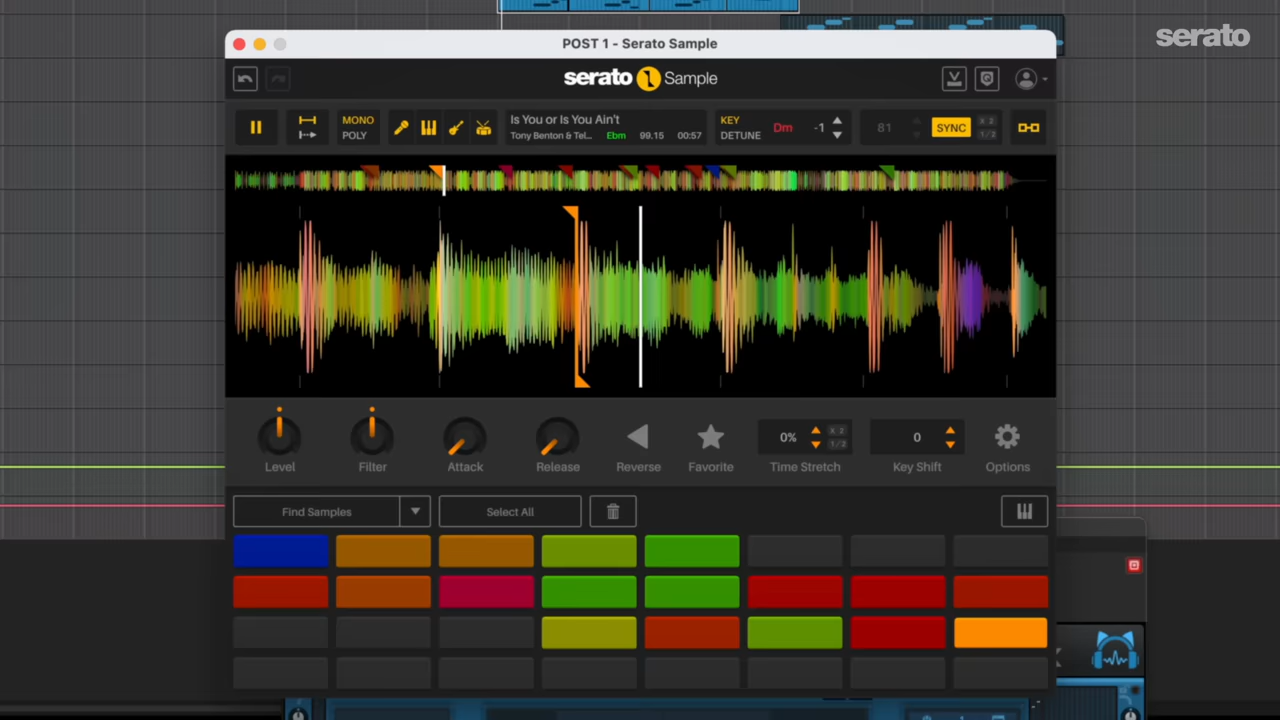 serato
POST 1 - Serato Sample
serato Sample
MONO
POLY
Is You or Is You Ain't
Tony Benton & Tel... Ebm 99.15 00:57
KEY
DETUNE
Dm
-1
81
SYNC
X 2
1/2
0%
X 2
1/2
0
Level
Filter
Attack
Release
Reverse
Favorite
Time Stretch
Key Shift
Options
Find Samples
Select All